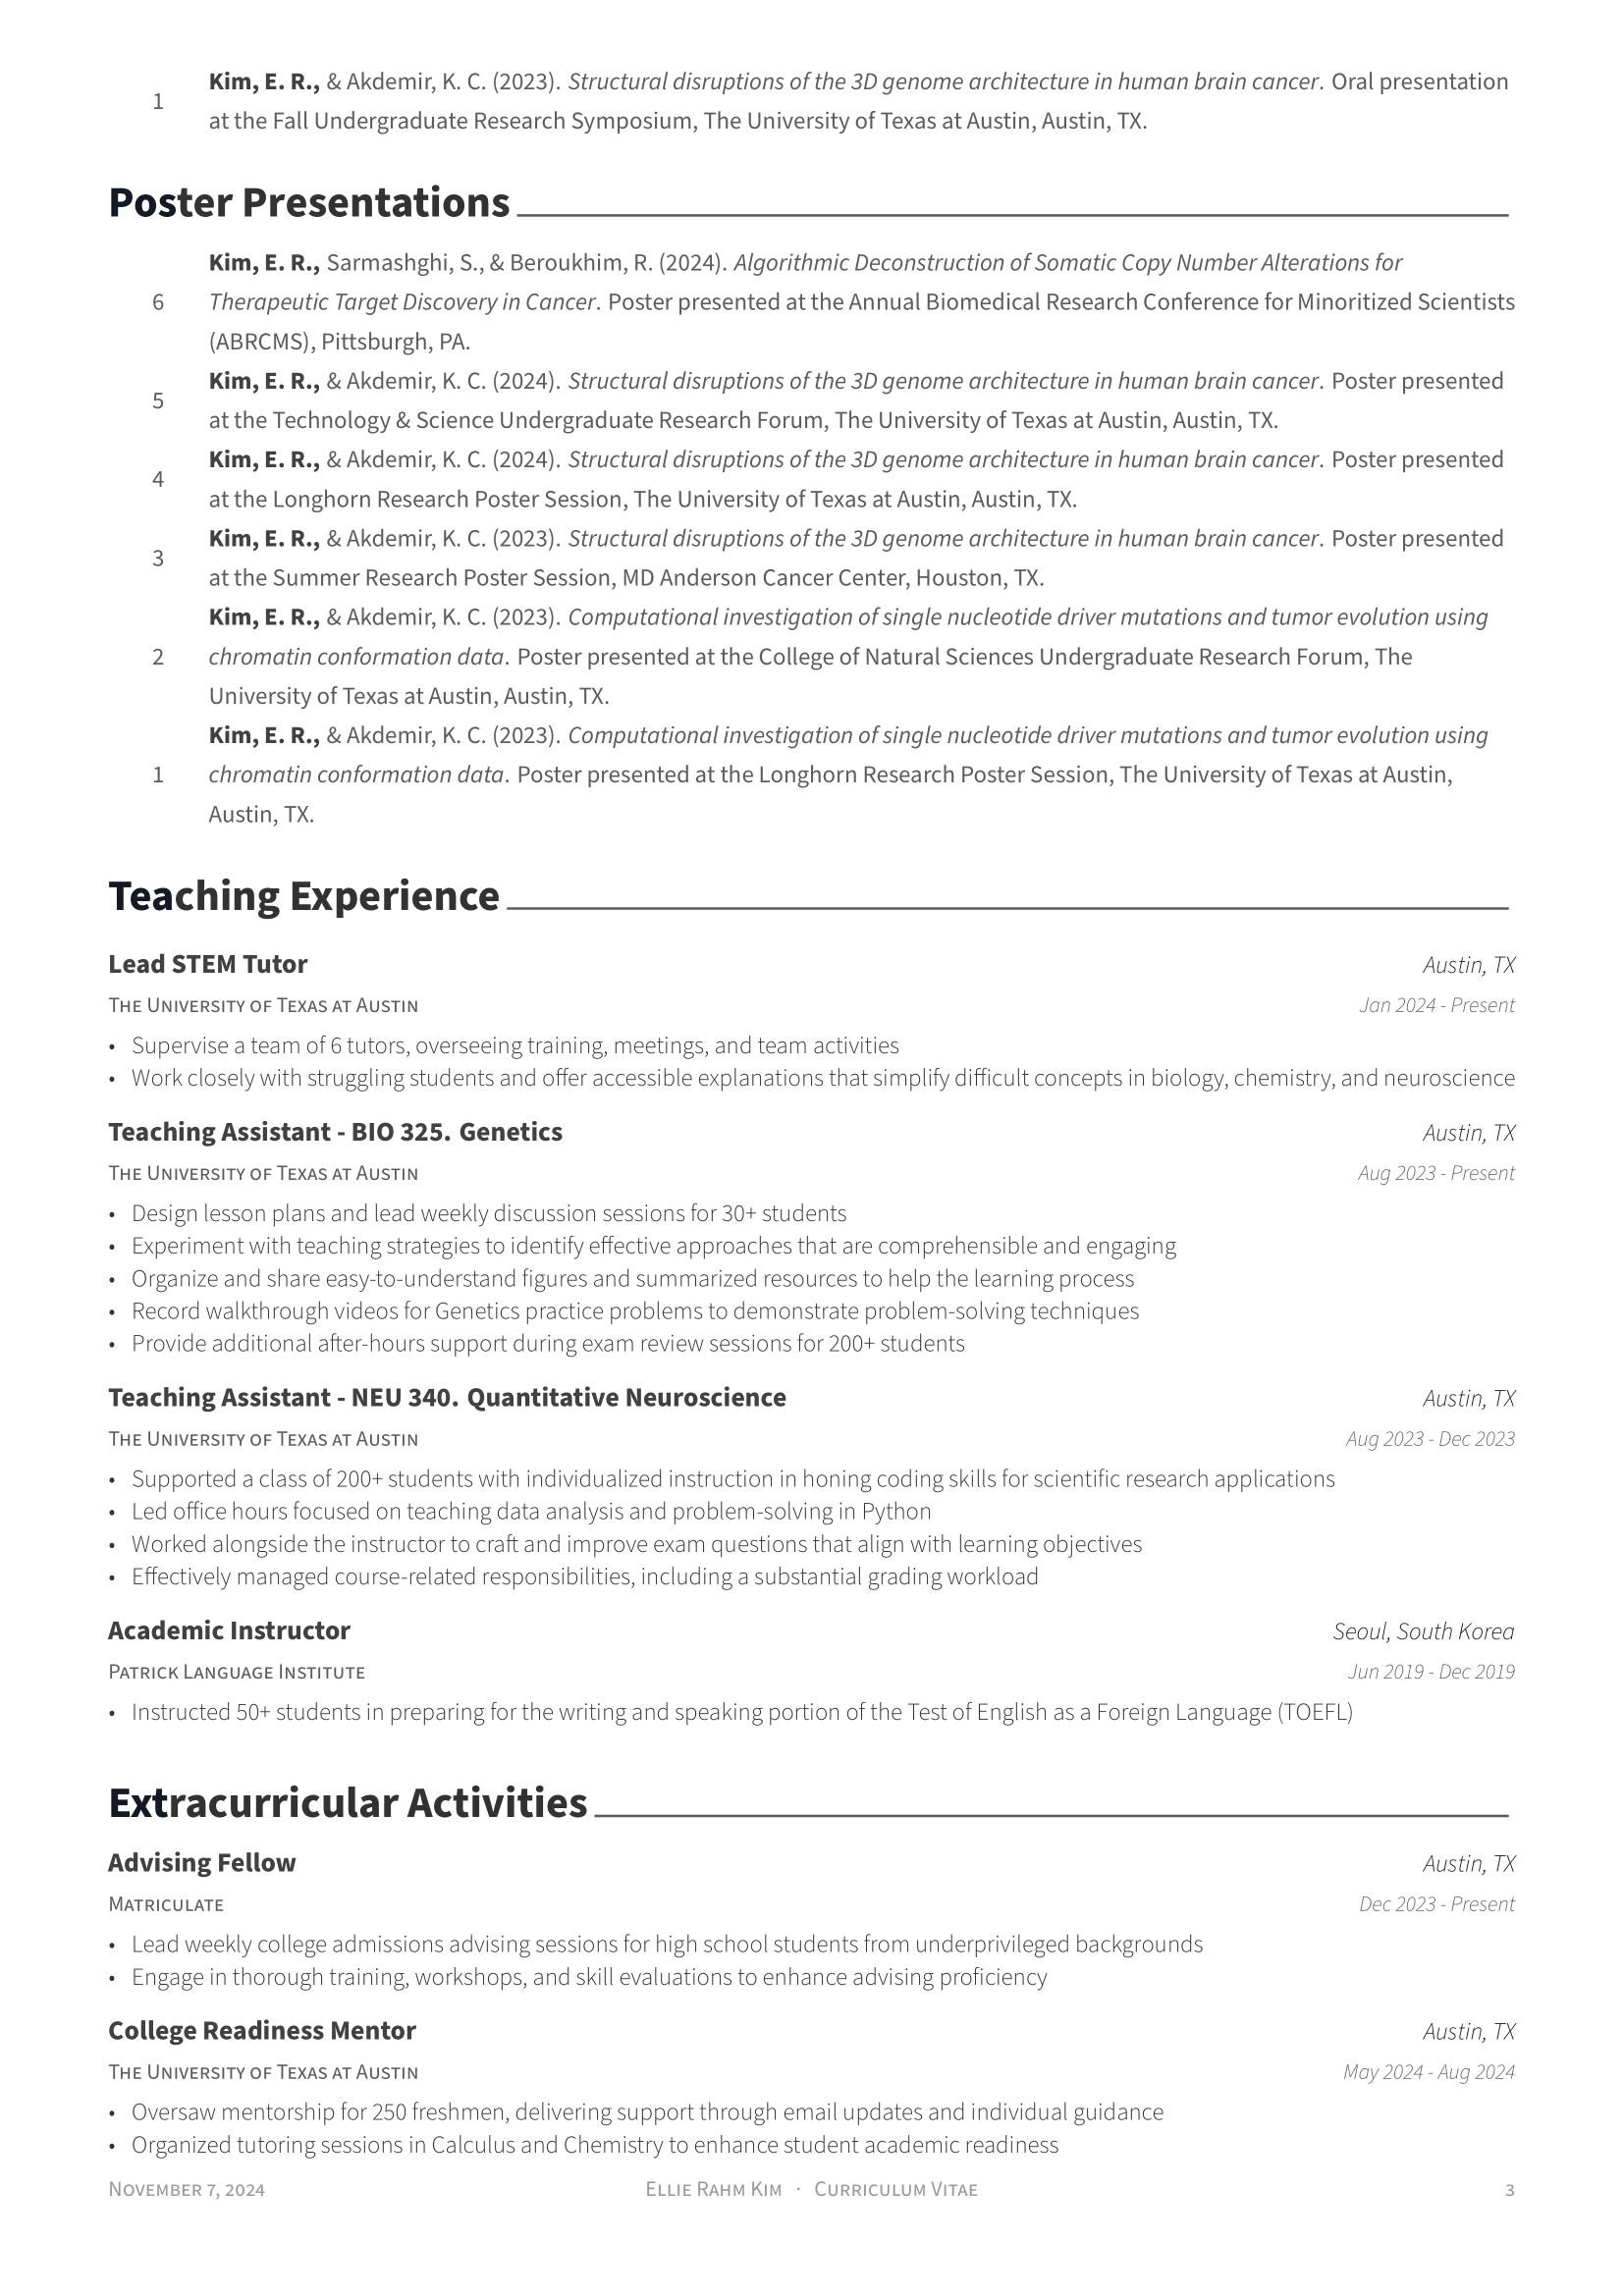 Kim, E. R., & Akdemir, K. C. (2023). Structural disruptions of the 3D genome architecture in human brain cancer. Oral presentation
1
at the Fall Undergraduate Research Symposium, The University of Texas at Austin, Austin, TX.
Poster Presentations
Kim, E. R., Sarmashghi, S., & Beroukhim, R. (2024). Algorithmic Deconstruction of Somatic Copy Number Alterations for
6 Therapeutic Target Discovery in Cancer. Poster presented at the Annual Biomedical Research Conference for Minoritized Scientists
(ABRCMS), Pittsburgh, PA.
Kim, E. R., & Akdemir, K. C. (2024). Structural disruptions of the 3D genome architecture in human brain cancer. Poster presented
5
at the Technology & Science Undergraduate Research Forum, The University of Texas at Austin, Austin, TX.
Kim, E. R., & Akdemir, K. C. (2024). Structural disruptions of the 3D genome architecture in human brain cancer. Poster presented
4
at the Longhorn Research Poster Session, The University of Texas at Austin, Austin, TX.
Kim, E. R., & Akdemir, K. C. (2023). Structural disruptions of the 3D genome architecture in human brain cancer. Poster presented
3
at the Summer Research Poster Session, MD Anderson Cancer Center, Houston, TX.
Kim, E. R., & Akdemir, K. C. (2023). Computational investigation of single nucleotide driver mutations and tumor evolution using
2 chromatin conformation data. Poster presented at the College of Natural Sciences Undergraduate Research Forum, The
University of Texas at Austin, Austin, TX.
Kim, E. R., & Akdemir, K. C. (2023). Computational investigation of single nucleotide driver mutations and tumor evolution using
1 chromatin conformation data. Poster presented at the Longhorn Research Poster Session, The University of Texas at Austin,
Austin, TX.
Teaching Experience
Lead STEM Tutor Austin, TX
The University of Texas at Austin Jan 2024 - Present
• Supervise a team of 6 tutors, overseeing training, meetings, and team activities
• Work closely with struggling students and offer accessible explanations that simplify difficult concepts in biology, chemistry, and neuroscience
Teaching Assistant - BIO 325. Genetics Austin, TX
The University of Texas at Austin Aug 2023 - Present
• Design lesson plans and lead weekly discussion sessions for 30+ students
• Experiment with teaching strategies to identify effective approaches that are comprehensible and engaging
• Organize and share easy-to-understand figures and summarized resources to help the learning process
• Record walkthrough videos for Genetics practice problems to demonstrate problem-solving techniques
• Provide additional after-hours support during exam review sessions for 200+ students
Teaching Assistant - NEU 340. Quantitative Neuroscience Austin, TX
The University of Texas at Austin Aug 2023 - Dec 2023
• Supported a class of 200+ students with individualized instruction in honing coding skills for scientific research applications
• Led office hours focused on teaching data analysis and problem-solving in Python
• Worked alongside the instructor to craft and improve exam questions that align with learning objectives
• Effectively managed course-related responsibilities, including a substantial grading workload
Academic Instructor Seoul, South Korea
Patrick Language Institute Jun 2019 - Dec 2019
• Instructed 50+ students in preparing for the writing and speaking portion of the Test of English as a Foreign Language (TOEFL)
Extracurricular Activities
Advising Fellow Austin, TX
Matriculate Dec 2023 - Present
• Lead weekly college admissions advising sessions for high school students from underprivileged backgrounds
• Engage in thorough training, workshops, and skill evaluations to enhance advising proficiency
College Readiness Mentor Austin, TX
The University of Texas at Austin May 2024 - Aug 2024
• Oversaw mentorship for 250 freshmen, delivering support through email updates and individual guidance
• Organized tutoring sessions in Calculus and Chemistry to enhance student academic readiness
November 7, 2024 Ellie Rahm Kim · Curriculum Vitae 3